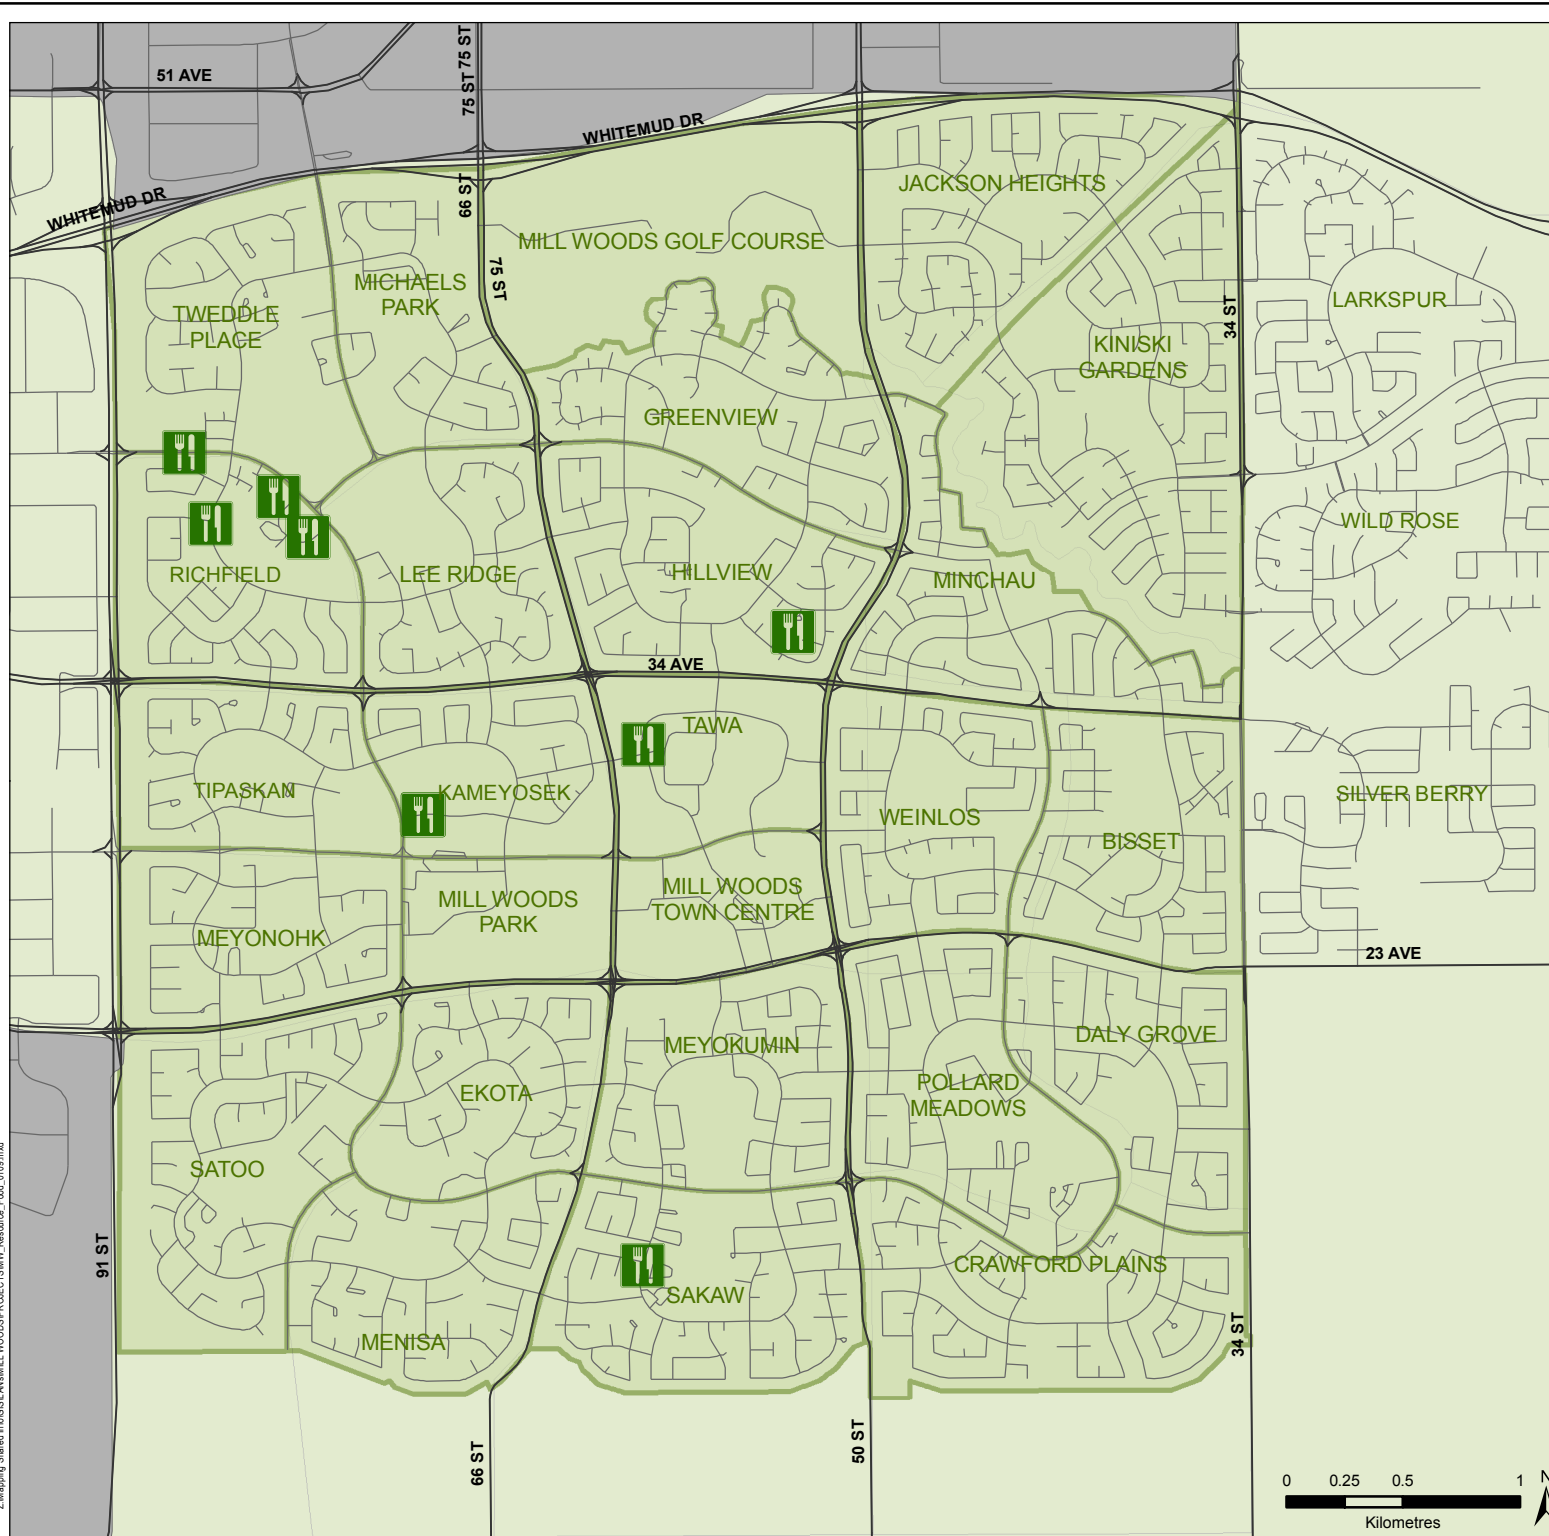 51 AVE
75 ST
75 ST
WHITEMUD DR
WHITEMUD DR
66 ST
75 ST
JACKSON HEIGHTS
MILL WOODS GOLF COURSE
MICHAELS
PARK
TWEDDLE
PLACE
34 ST
LARKSPUR
KINISKI
GARDENS
GREENVIEW
WILD ROSE
RICHFIELD
LEE RIDGE
HILLVIEW
MINCHAU
34 AVE
TAWA
TIPASKAN
KAMEYOSEK
WEINLOS
SILVER BERRY
BISSET
MILL WOODS
PARK
MILL WOODS
TOWN CENTRE
MEYONOHK
23 AVE
MEYOKUMIN
DALY GROVE
EKOTA
POLLARD
MEADOWS
SATOO
91 ST
CRAWFORD PLAINS
SAKAW
MENISA
34 ST
66 ST
50 ST
0 0.25 0.5 1
Kilometres
N